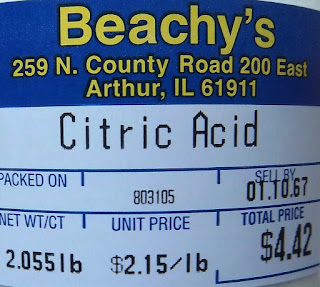 Beachy's
259 N. County Road 200 East
Arthur, IL 61911
Citric Acid
PACKED ON
803105
SELL BY
01.10.67
NET WT/CT
UNIT PRICE
TOTAL PRICE
2.055lb
$2.15/lb
$4.42